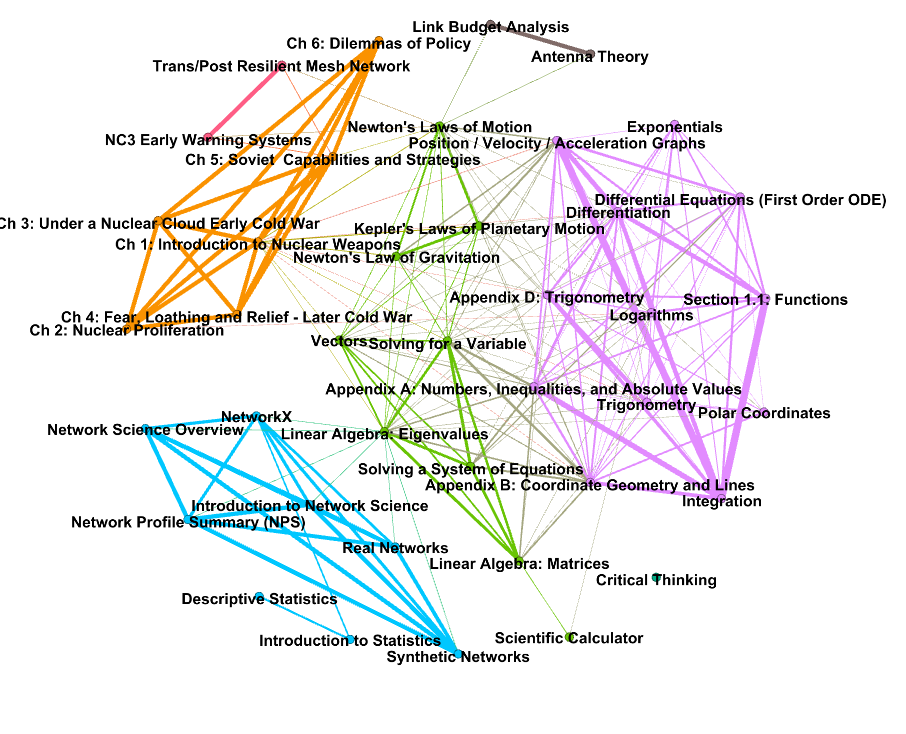 Link Budget Analysis
Ch 6: Dilemmas of Policy
Antenna Theory
Trans/Post Resilient Mesh Network
Newton's Laws of Motion
Exponentials
NC3 Early Warning Systems
Position / Velocity / Acceleration Graphs
Ch 5: Soviet  Capabilities and Strategies
Differential Equations (First Order ODE)
Differentiation
Ch 3: Under a Nuclear Cloud Early Cold War
Kepler's Laws of Planetary Motion
Ch 1: Introduction to Nuclear Weapons
Newton's Law of Gravitation
Appendix D: Trigonometry
Section 1.1: Functions
Logarithms
Ch 4: Fear, Loathing and Relief - Later Cold War
Ch 2: Nuclear Proliferation
Vectors
Solving for a Variable
Appendix A: Numbers, Inequalities, and Absolute Values
Trigonometry
Polar Coordinates
NetworkX
Network Science Overview
Linear Algebra: Eigenvalues
Solving a System of Equations
Appendix B: Coordinate Geometry and Lines
Integration
Introduction to Network Science
Network Profile Summary (NPS)
Real Networks
Linear Algebra: Matrices
Critical Thinking
Descriptive Statistics
Introduction to Statistics
Scientific Calculator
Synthetic Networks